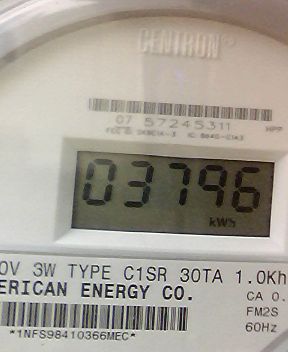 CENTRON®
07 57245311
HPP
03796
kWh
0V 3W TYPE C1SR 30TA 1.0Kh
ERICAN ENERGY CO.
CA 0.
FM2S
60Hz
*1NFS98410366MEC*